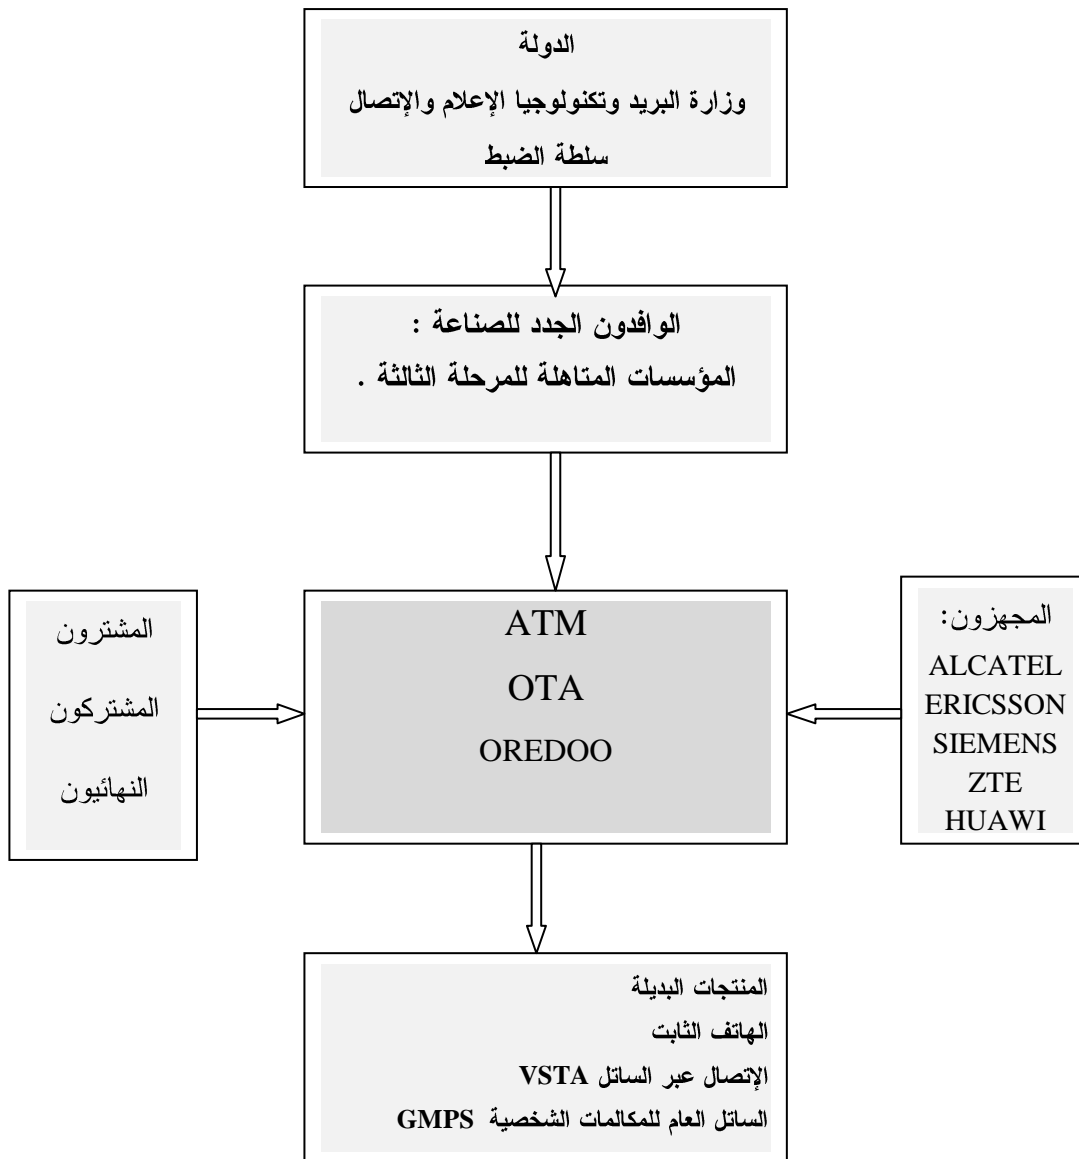 الدولة
وزارة البريد وتكنولوجيا الإعلام والإتصال
سلطة الضبط
الوافدون الجدد للصناعة :
المؤسسات المتاهلة للمرحلة الثالثة .
المجهزون:
ALCATEL
ERICSSON
SIEMENS
ZTE
HUAWI
ATM
OTA
OREDOO
المشترون
المشتركون
النهائيون
المنتجات البديلة
الهاتف الثابت
الإتصال عبر الساتل VSTA
الساتل العام للمكالمات الشخصية GMPS